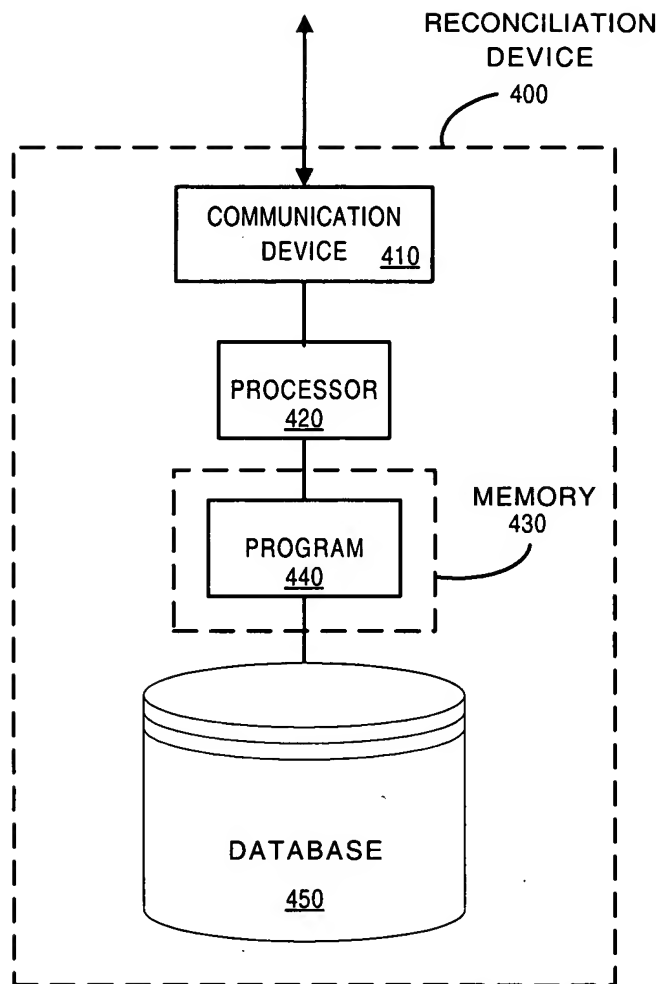 RECONCILIATION
DEVICE
400
COMMUNICATION
DEVICE 410
PROCESSOR
420
MEMORY
430
PROGRAM
440
DATABASE
450